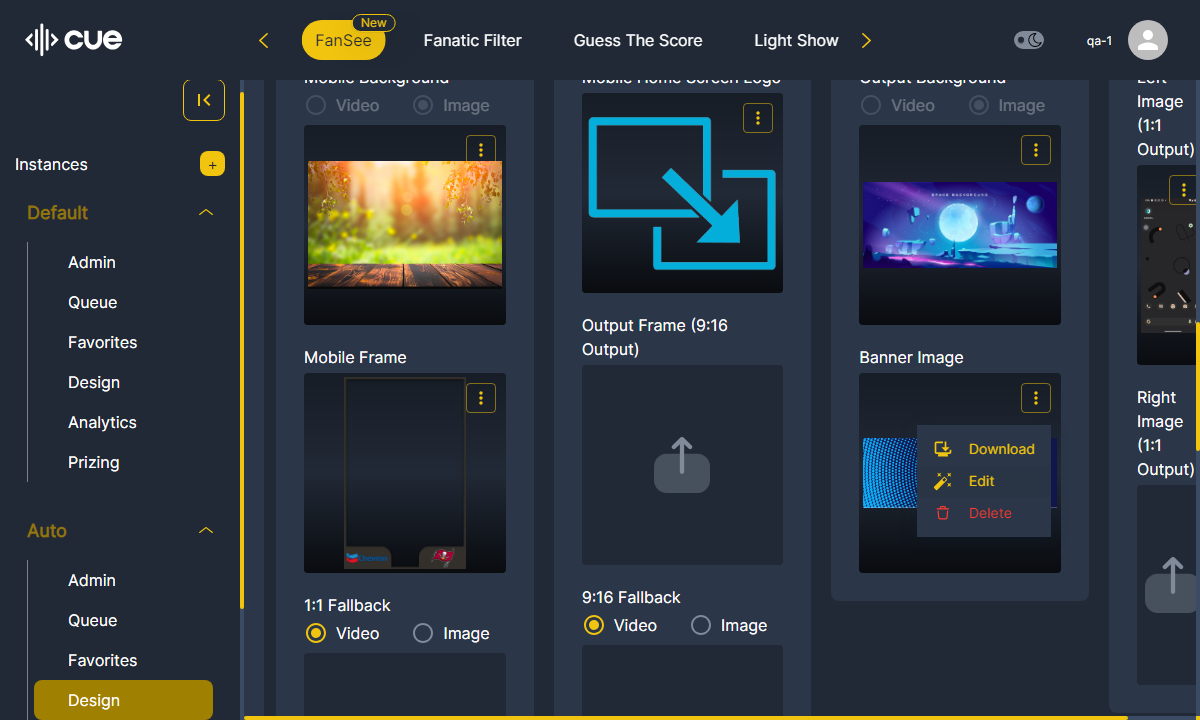 cue
FanSee
New
Fanatic Filter
Guess The Score
Light Show
qa-1
Instances
+
Default
Admin
Queue
Favorites
Design
Analytics
Prizing
Auto
Admin
Queue
Favorites
Design
Mobile Background
Video
Image
Mobile Frame
1:1 Fallback
Video
Image
Mobile Home Screen Logo
Output Frame (9:16
Output)
9:16 Fallback
Video
Image
Output Background
Video
Image
Banner Image
Download
Edit
Delete
Left
Image
(1:1
Output)
Right
Image
(1:1
Output)